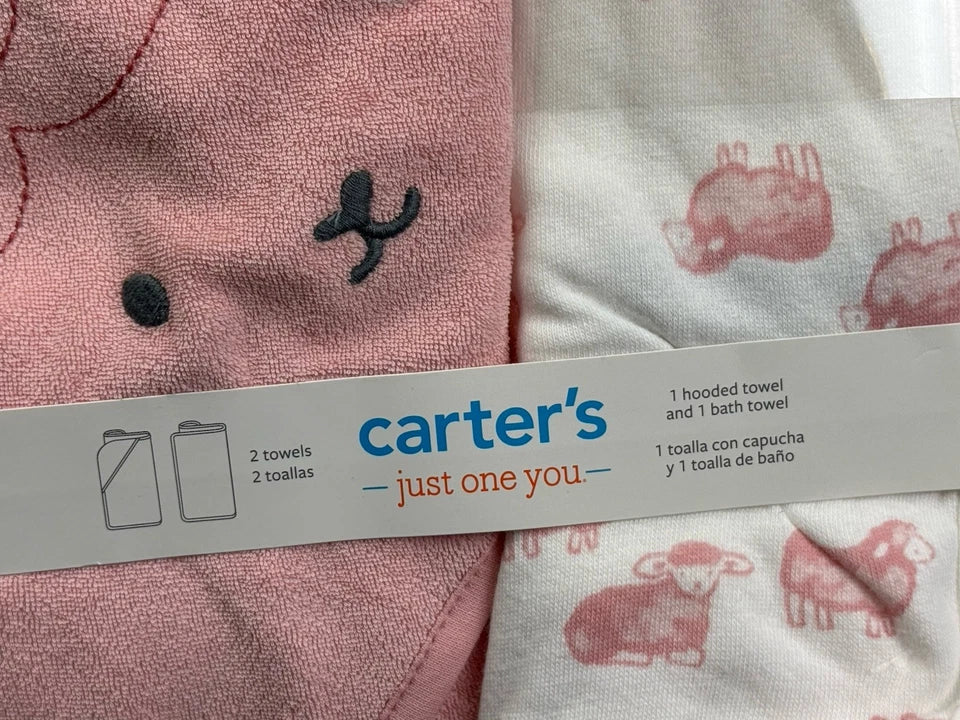 2 towels
2 toallas
carter's
just one you.
1 hooded towel
and 1 bath towel
1 toalla con capucha
y 1 toalla de baño